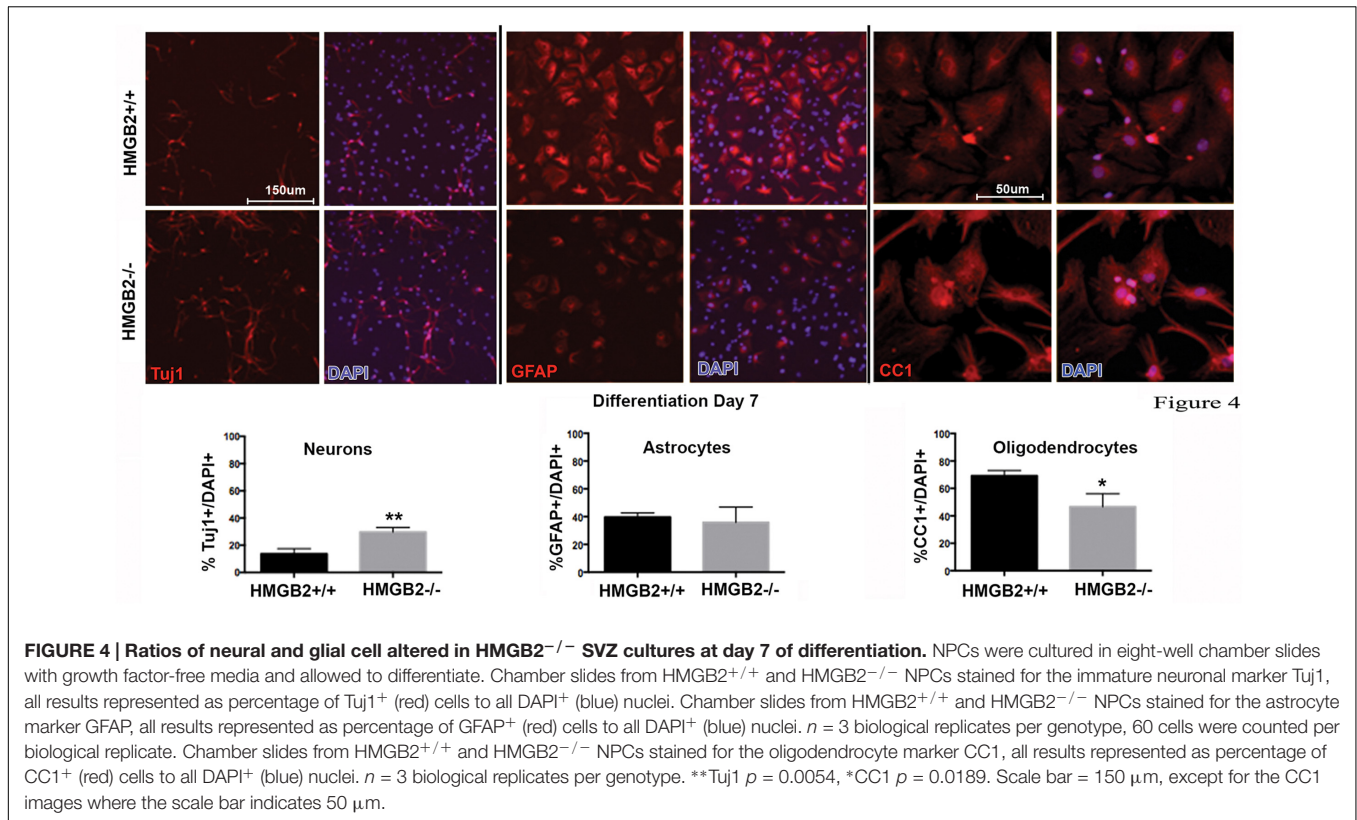 HMGB2+/+
150um
50um
HMGB2-/-
Tuj1
DAPI
GFAP
DAPI
CC1
DAPI
Differentiation Day 7
Figure 4
Neurons
% Tuj1+/DAPI+
100
80
60
40
20
0
**
HMGB2+/+
HMGB2-/-
Astrocytes
%GFAP+/DAPI+
100
80
60
40
20
0
HMGB2+/+
HMGB2-/-
Oligodendrocytes
%CC1+/DAPI+
100
80
60
40
20
0
*
HMGB2+/+
HMGB2-/-
FIGURE 4 | Ratios of neural and glial cell altered in HMGB2−/− SVZ cultures at day 7 of differentiation. NPCs were cultured in eight-well chamber slides
with growth factor-free media and allowed to differentiate. Chamber slides from HMGB2+/+ and HMGB2−/− NPCs stained for the immature neuronal marker Tuj1,
all results represented as percentage of Tuj1+ (red) cells to all DAPI+ (blue) nuclei. Chamber slides from HMGB2+/+ and HMGB2−/− NPCs stained for the astrocyte
marker GFAP, all results represented as percentage of GFAP+ (red) cells to all DAPI+ (blue) nuclei. n = 3 biological replicates per genotype, 60 cells were counted per
biological replicate. Chamber slides from HMGB2+/+ and HMGB2−/− NPCs stained for the oligodendrocyte marker CC1, all results represented as percentage of
CC1+ (red) cells to all DAPI+ (blue) nuclei. n = 3 biological replicates per genotype. **Tuj1 p = 0.0054, *CC1 p = 0.0189. Scale bar = 150 μm, except for the CC1
images where the scale bar indicates 50 μm.